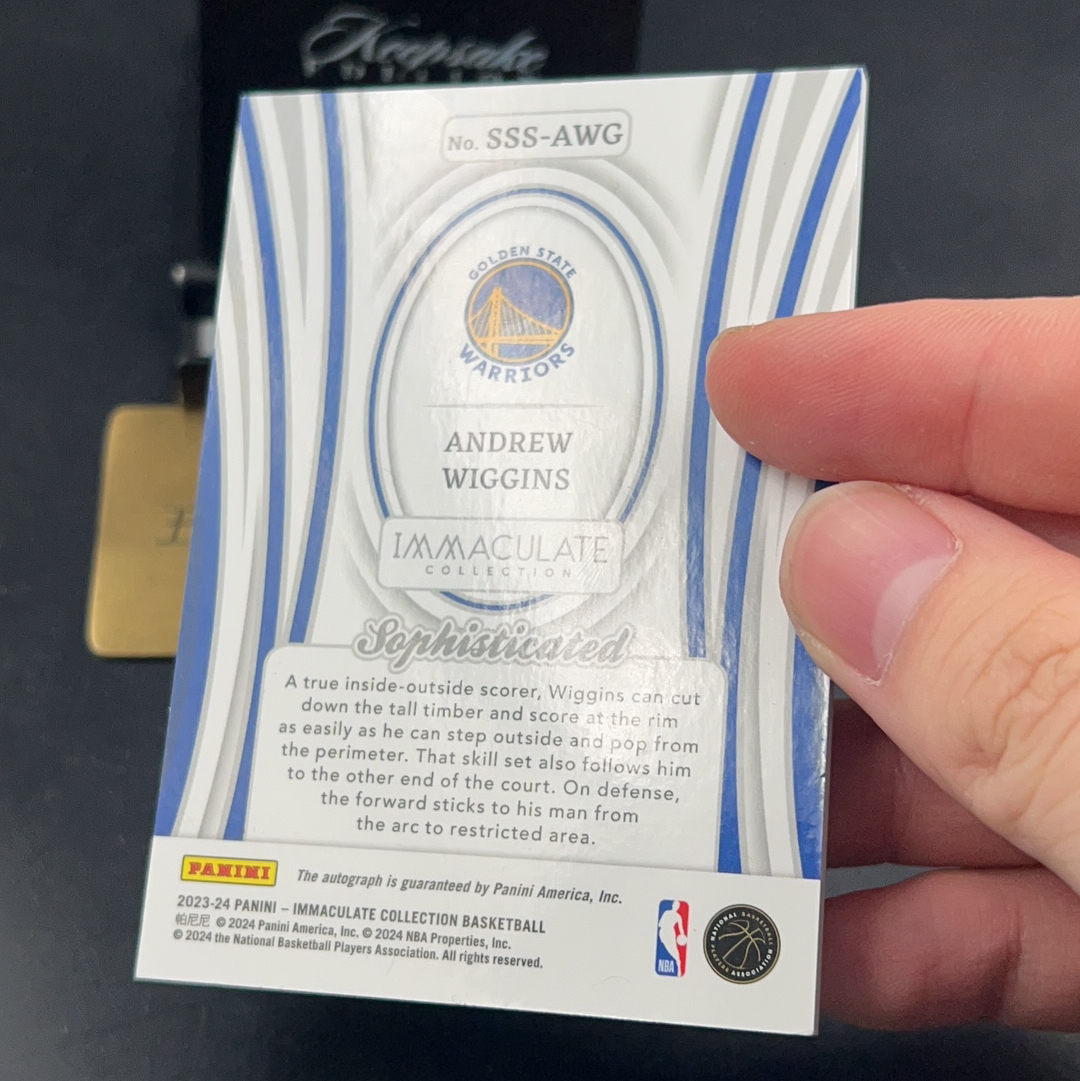 Keepsake
No. SSS-AWG
GOLDEN STATE
WARRIORS
ANDREW
WIGGINS
IMMACULATE
COLLECTION
Sophisticated
A true inside-outside scorer, Wiggins can cut
down the tall timber and score at the rim
as easily as he can step outside and pop from
the perimeter. That skill set also follows him
to the other end of the court. On defense,
the forward sticks to his man from
the arc to restricted area.
PANINI
The autograph is guaranteed by Panini America, Inc.
2023-24 PANINI – IMMACULATE COLLECTION BASKETBALL
帕尼尼 © 2024 Panini America, Inc. © 2024 NBA Properties, Inc.
© 2024 the National Basketball Players Association. All rights reserved.
NBA
NATIONAL BASKETBALL
PLAYERS ASSOCIATION